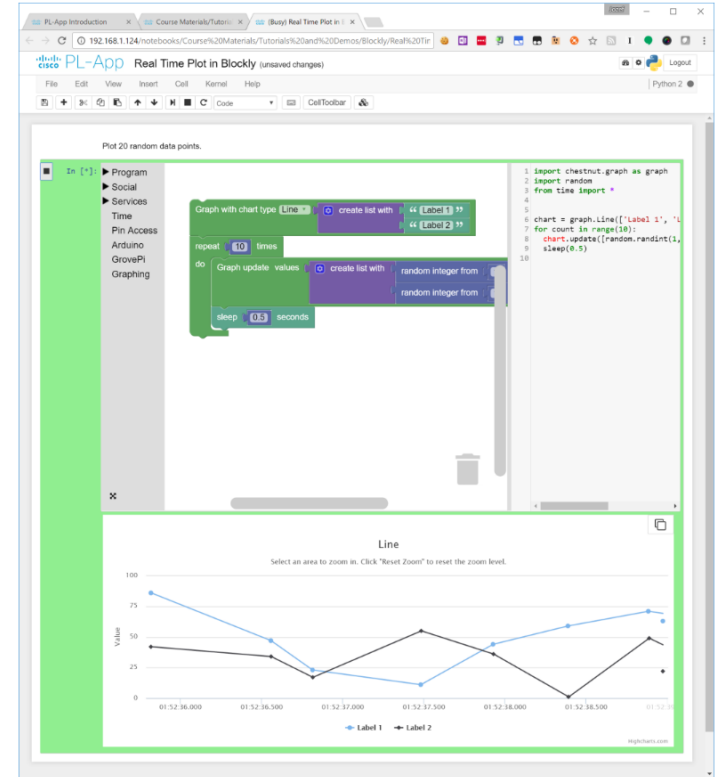 PL-App Introduction
Course Materials/Tutoria
(Busy) Real Time Plot in B
192.168.1.124/notebooks/Course%20Materials/Tutorials%20and%20Demos/Blockly/Real%20Tir
cisco PL-App Real Time Plot in Blockly (unsaved changes)
Logout
File Edit View Insert Cell Kernel Help
Python 2
Code
CellToolbar
Plot 20 random data points.
In [*]:
Program
Social
Services
Time
Pin Access
Arduino
GrovePi
Graphing
Graph with chart type Line create list with “ Label 1 ”
“ Label 2 ”
repeat 10 times
do Graph update values create list with random integer from
random integer from
sleep 0.5 seconds
1 import chestnut.graph as graph
2 import random
3 from time import *
4
5
6 chart = graph.Line(['Label 1', 'L
7 for count in range(10):
8 chart.update([random.randint(1,
9 sleep(0.5)
10
Line
Select an area to zoom in. Click "Reset Zoom" to reset the zoom level.
Value
100
75
50
25
0
01:52:36.000 01:52:36.500 01:52:37.000 01:52:37.500 01:52:38.000 01:52:38.500 01:52:39
Label 1 Label 2
Highcharts.com